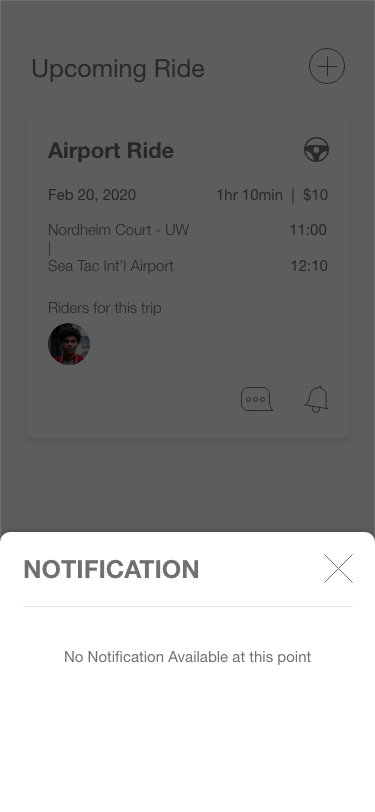 Upcoming Ride
Airport Ride
Feb 20, 2020 1hr 10min | $10
Nordheim Court - UW 11:00
|
Sea Tac Int'l Airport 12:10
Riders for this trip
NOTIFICATION
No Notification Available at this point